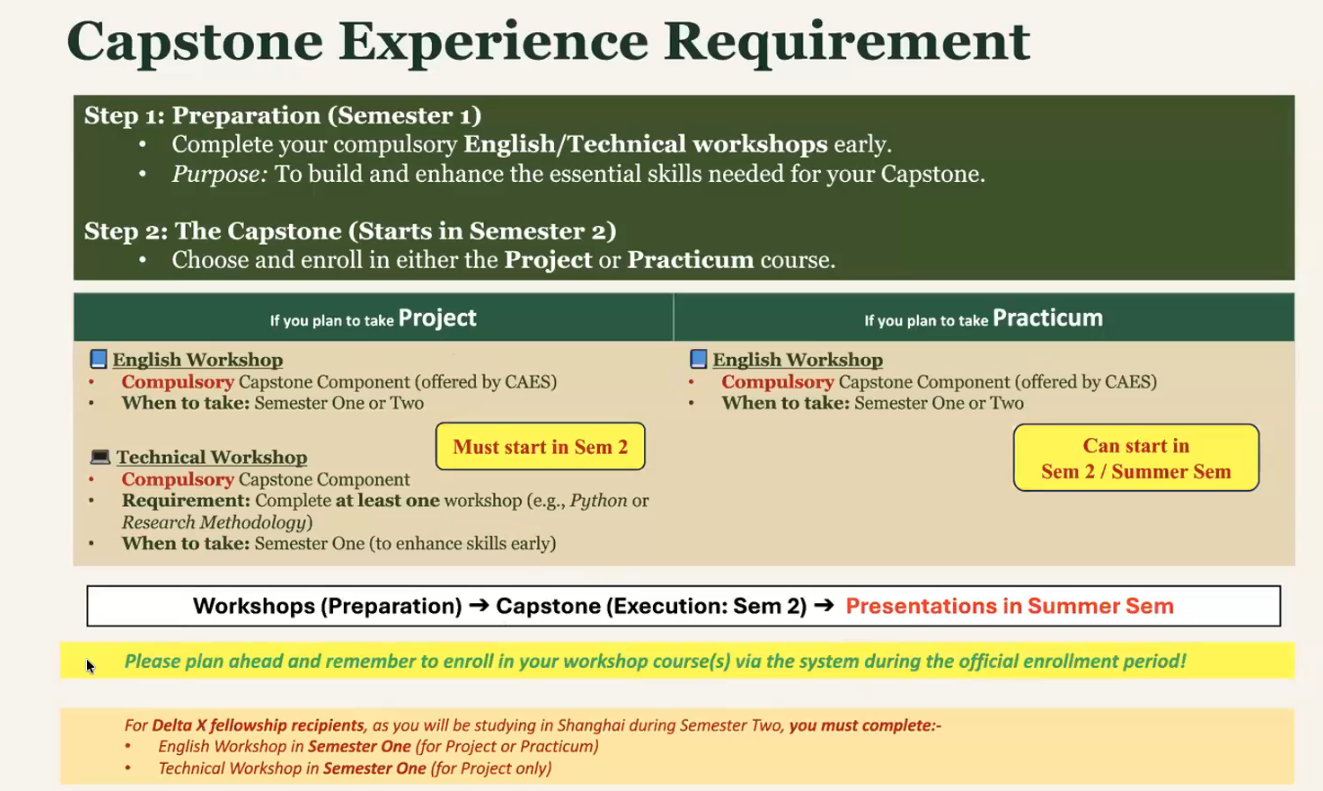 Capstone Experience Requirement
Step 1: Preparation (Semester 1)
• Complete your compulsory English/Technical workshops early.
• Purpose: To build and enhance the essential skills needed for your Capstone.
Step 2: The Capstone (Starts in Semester 2)
• Choose and enroll in either the Project or Practicum course.
If you plan to take Project
📘 English Workshop
• Compulsory Capstone Component (offered by CAES)
• When to take: Semester One or Two
Must start in Sem 2
💻 Technical Workshop
• Compulsory Capstone Component
• Requirement: Complete at least one workshop (e.g., Python or
Research Methodology)
• When to take: Semester One (to enhance skills early)
If you plan to take Practicum
📘 English Workshop
• Compulsory Capstone Component (offered by CAES)
• When to take: Semester One or Two
Can start in
Sem 2 / Summer Sem
Workshops (Preparation) ➔ Capstone (Execution: Sem 2) ➔ Presentations in Summer Sem
Please plan ahead and remember to enroll in your workshop course(s) via the system during the official enrollment period!
For Delta X fellowship recipients, as you will be studying in Shanghai during Semester Two, you must complete:-
• English Workshop in Semester One (for Project or Practicum)
• Technical Workshop in Semester One (for Project only)